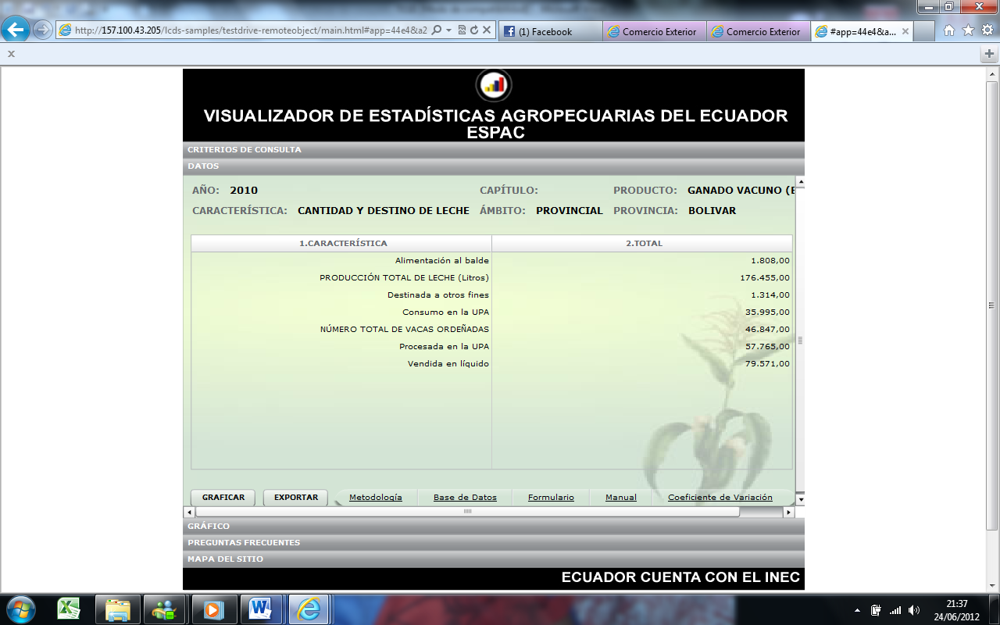 http://157.100.43.205/lcds-samples/testdrive-remoteobject/main.html#app=44e4&a2
(1) Facebook
Comercio Exterior
Comercio Exterior
#app=44e4&a...
VISUALIZADOR DE ESTADÍSTICAS AGROPECUARIAS DEL ECUADOR
ESPAC
CRITERIOS DE CONSULTA
DATOS
AÑO: 2010 CAPÍTULO: PRODUCTO: GANADO VACUNO (E
CARACTERÍSTICA: CANTIDAD Y DESTINO DE LECHE ÁMBITO: PROVINCIAL PROVINCIA: BOLIVAR
1.CARACTERÍSTICA 2.TOTAL
Alimentación al balde 1.808,00
PRODUCCIÓN TOTAL DE LECHE (Litros) 176.455,00
Destinada a otros fines 1.314,00
Consumo en la UPA 35.995,00
NÚMERO TOTAL DE VACAS ORDEÑADAS 46.847,00
Procesada en la UPA 57.765,00
Vendida en líquido 79.571,00
GRAFICAR EXPORTAR Metodología Base de Datos Formulario Manual Coeficiente de Variación
GRÁFICO
PREGUNTAS FRECUENTES
MAPA DEL SITIO
ECUADOR CUENTA CON EL INEC
21:37
24/06/2012